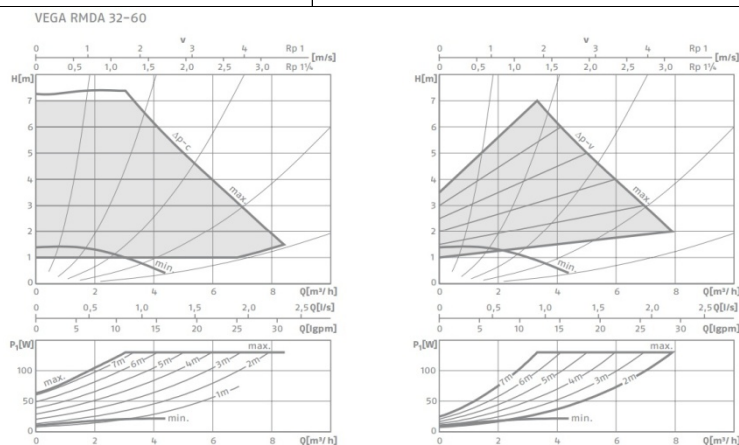 VEGA RMDA 32-60
v
0 1 2 3 4 Rp 1
[m/s]
0 0,5 1,0 1,5 2,0 2,5 3,0 Rp 1¼
H[m]
7
6
5
4
3
2
1
0
Δp-c
max.
min.
0 2 4 6 8 Q[m³/h]
0 0,5 1,0 1,5 2,0 2,5 Q[l/s]
0 5 10 15 20 25 30 Q[Igpm]
P₁[W]
100
50
0
max.
max.
7m 6m 5m 4m 3m 2m 1m
min.
0 2 4 6 8 Q[m³/h]
v
0 1 2 3 4 Rp 1
[m/s]
0 0,5 1,0 1,5 2,0 2,5 3,0 Rp 1¼
H[m]
7
6
5
4
3
2
1
0
Δp-v
max.
min.
0 2 4 6 8 Q[m³/h]
0 0,5 1,0 1,5 2,0 2,5 Q[l/s]
0 5 10 15 20 25 30 Q[Igpm]
P₁[W]
100
50
0
max.
7m 6m 5m 4m 3m 2m
min.
0 2 4 6 8 Q[m³/h]